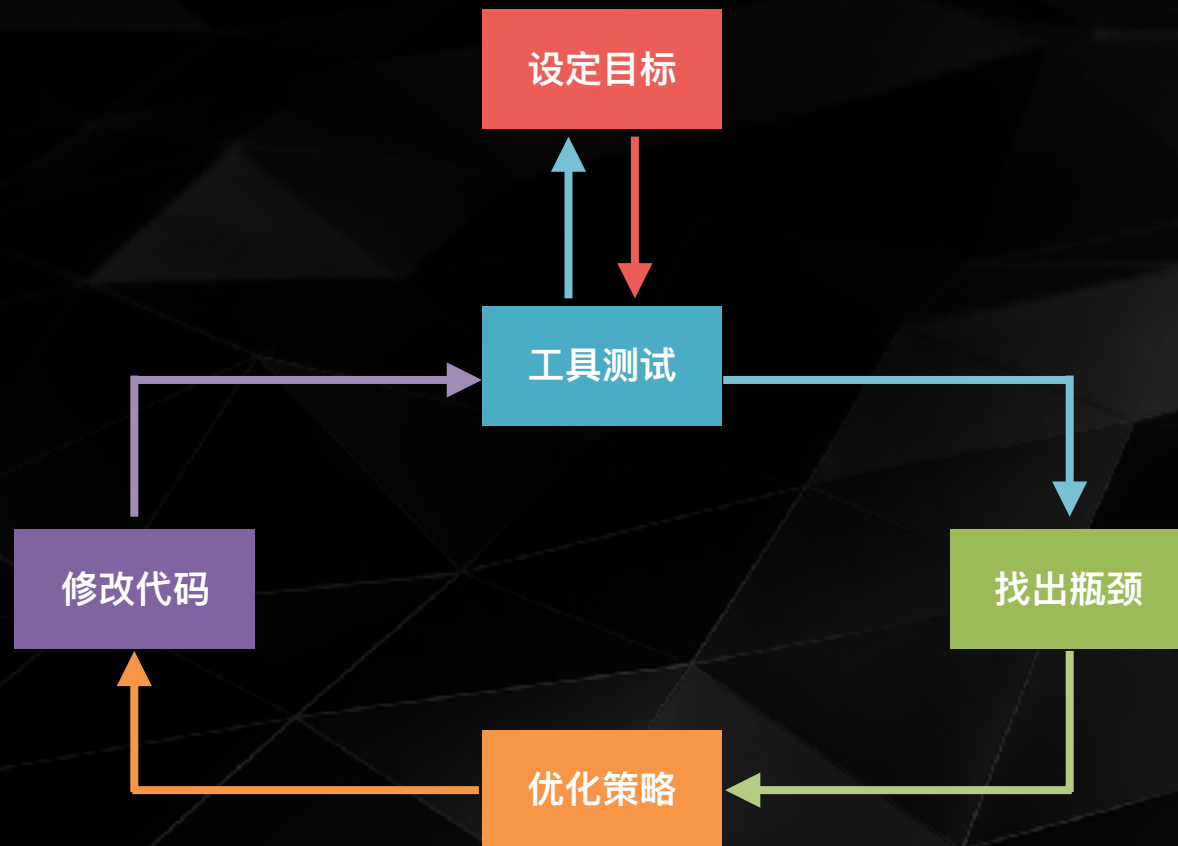 设定目标
工具测试
修改代码
找出瓶颈
优化策略